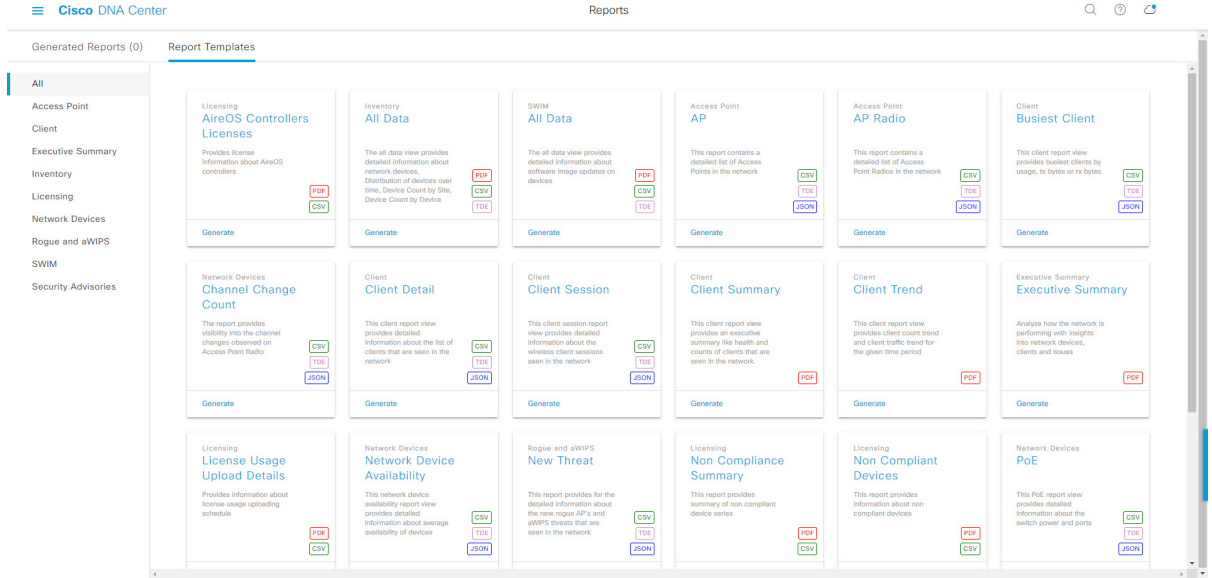 Cisco DNA Center
Reports
Generated Reports (0)
Report Templates
All
Access Point
Client
Executive Summary
Inventory
Licensing
Network Devices
Rogue and aWIPS
SWIM
Security Advisories
Licensing
AireOS Controllers
Licenses
Provides license
information about AireOS
controllers
PDF
CSV
Generate
Inventory
All Data
The all data view provides
detailed information about
network devices,
Distribution of devices over
time, Device Count by Site,
Device Count by Device
PDF
CSV
TDE
Generate
SWIM
All Data
The all data view provides
detailed information about
software image updates on
devices
PDF
CSV
TDE
Generate
Access Point
AP
This report contains a
detailed list of Access
Points in the network
CSV
TDE
JSON
Generate
Access Point
AP Radio
This report contains a
detailed list of Access
Point Radios in the network
CSV
TDE
JSON
Generate
Client
Busiest Client
This client report view
provides busiest clients by
usage, tx bytes or rx bytes.
CSV
TDE
JSON
Generate
Network Devices
Channel Change
Count
The report provides
visibility into the channel
changes observed on
Access Point Radio
CSV
TDE
JSON
Generate
Client
Client Detail
This client report view
provides detailed
information about the list of
clients that are seen in the
network
CSV
TDE
JSON
Generate
Client
Client Session
This client session report
view provides detailed
information about the
wireless client sessions
seen in the network
CSV
TDE
JSON
Generate
Client
Client Summary
This client report view
provides an executive
summary like health and
counts of clients that are
seen in the network.
PDF
Generate
Client
Client Trend
This client report view
provides client count trend
and client traffic trend for
the given time period
PDF
Generate
Executive Summary
Executive Summary
Analyze how the network is
performing with insights
into network devices,
clients and issues
PDF
Generate
Licensing
License Usage
Upload Details
Provides information about
license usage uploading
schedule
PDF
CSV
Network Devices
Network Device
Availability
This network device
availability report view
provides detailed
information about average
availability of devices
CSV
TDE
JSON
Rogue and aWIPS
New Threat
This report provides for the
detailed information about
the new rogue AP's and
aWIPS threats that are
seen in the network
CSV
TDE
JSON
Licensing
Non Compliance
Summary
This report provides
summary of non compliant
device series
PDF
CSV
Licensing
Non Compliant
Devices
This report provides
information about non
compliant devices
PDF
CSV
Network Devices
PoE
This PoE report view
provides detailed
information about the
switch power and ports
CSV
TDE
JSON